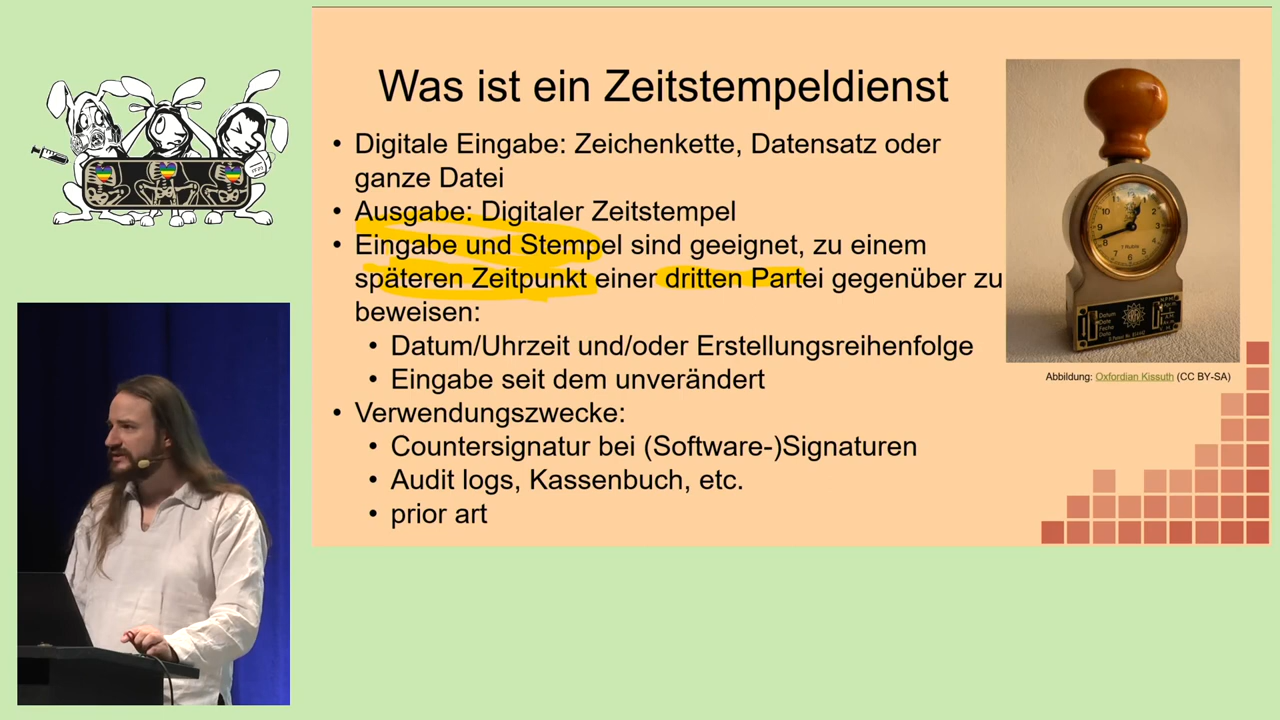 Was ist ein Zeitstempeldienst
• Digitale Eingabe: Zeichenkette, Datensatz oder
ganze Datei
• Ausgabe: Digitaler Zeitstempel
• Eingabe und Stempel sind geeignet, zu einem
späteren Zeitpunkt einer dritten Partei gegenüber zu
beweisen:
• Datum/Uhrzeit und/oder Erstellungsreihenfolge
• Eingabe seit dem unverändert
• Verwendungszwecke:
• Countersignatur bei (Software-)Signaturen
• Audit logs, Kassenbuch, etc.
• prior art
Abbildung: Oxfordian Kissuth (CC BY-SA)